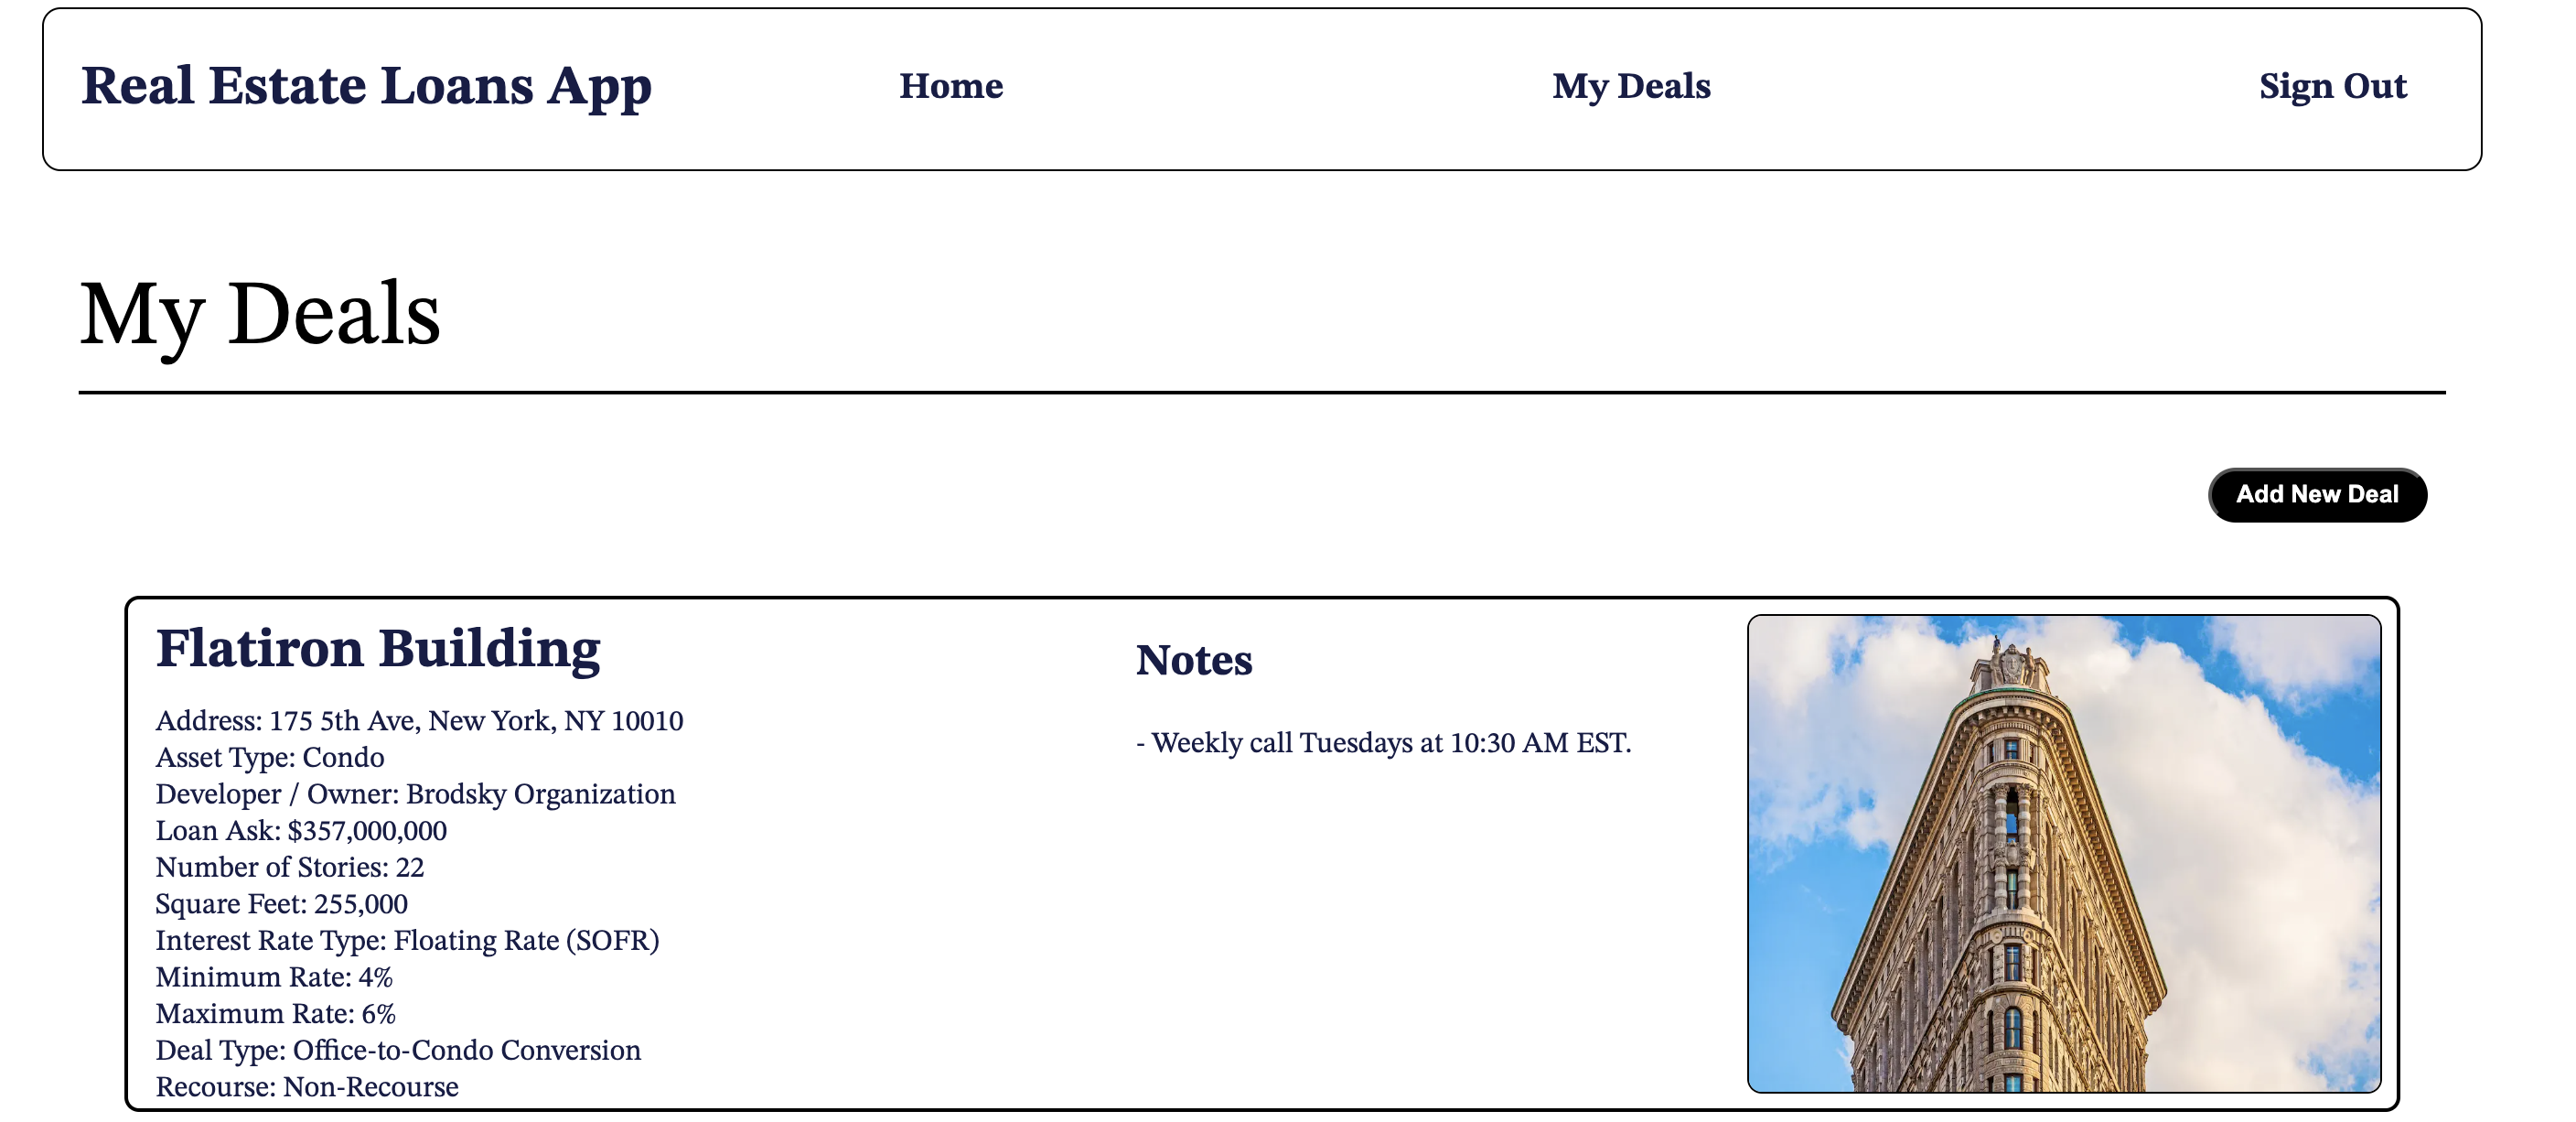 Real Estate Loans App
Home
My Deals
Sign Out
My Deals
Add New Deal
Flatiron Building
Address: 175 5th Ave, New York, NY 10010
Asset Type: Condo
Developer / Owner: Brodsky Organization
Loan Ask: $357,000,000
Number of Stories: 22
Square Feet: 255,000
Interest Rate Type: Floating Rate (SOFR)
Minimum Rate: 4%
Maximum Rate: 6%
Deal Type: Office-to-Condo Conversion
Recourse: Non-Recourse
Notes
- Weekly call Tuesdays at 10:30 AM EST.